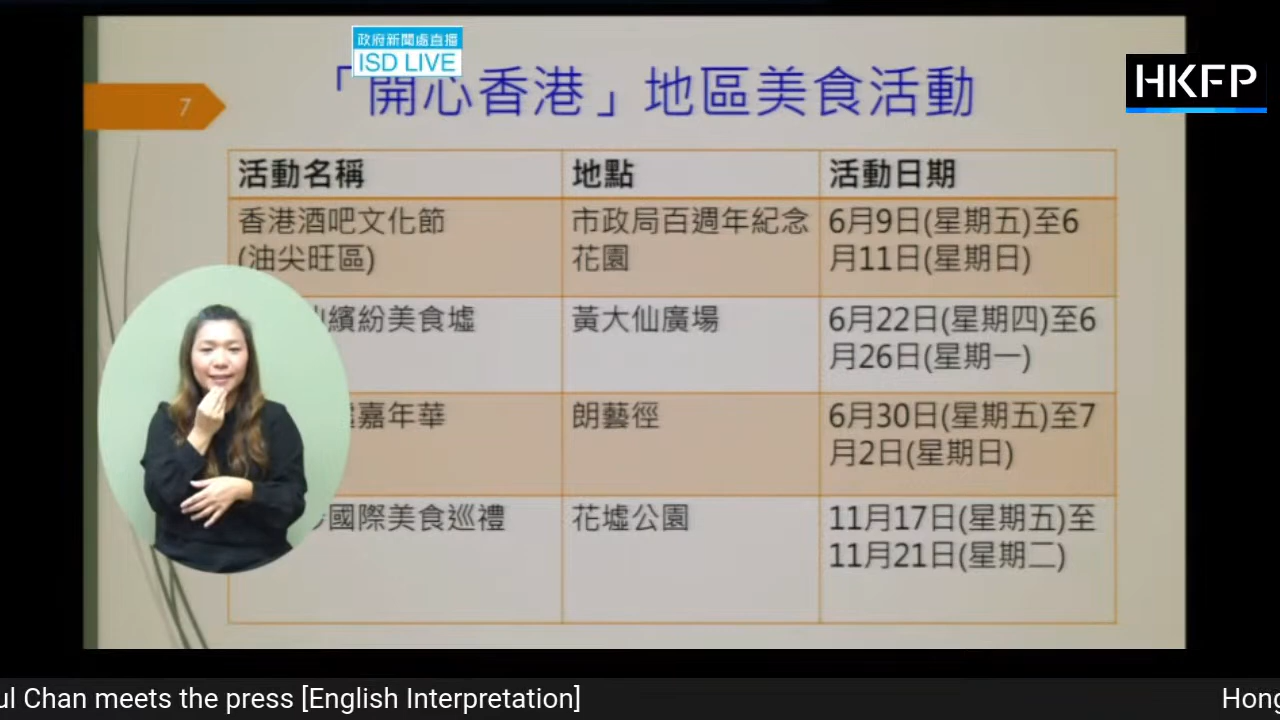 政府新聞處直播
ISD LIVE
HKFP
7
「開心香港」地區美食活動
活動名稱
地點
活動日期
香港酒吧文化節
(油尖旺區)
市政局百週年紀念
花園
6月9日(星期五)至6
月11日(星期日)
繽紛美食墟
黃大仙廣場
6月22日(星期四)至6
月26日(星期一)
嘉年華
朗藝徑
6月30日(星期五)至7
月2日(星期日)
國際美食巡禮
花墟公園
11月17日(星期五)至
11月21日(星期二)
ul Chan meets the press [English Interpretation]
Hong